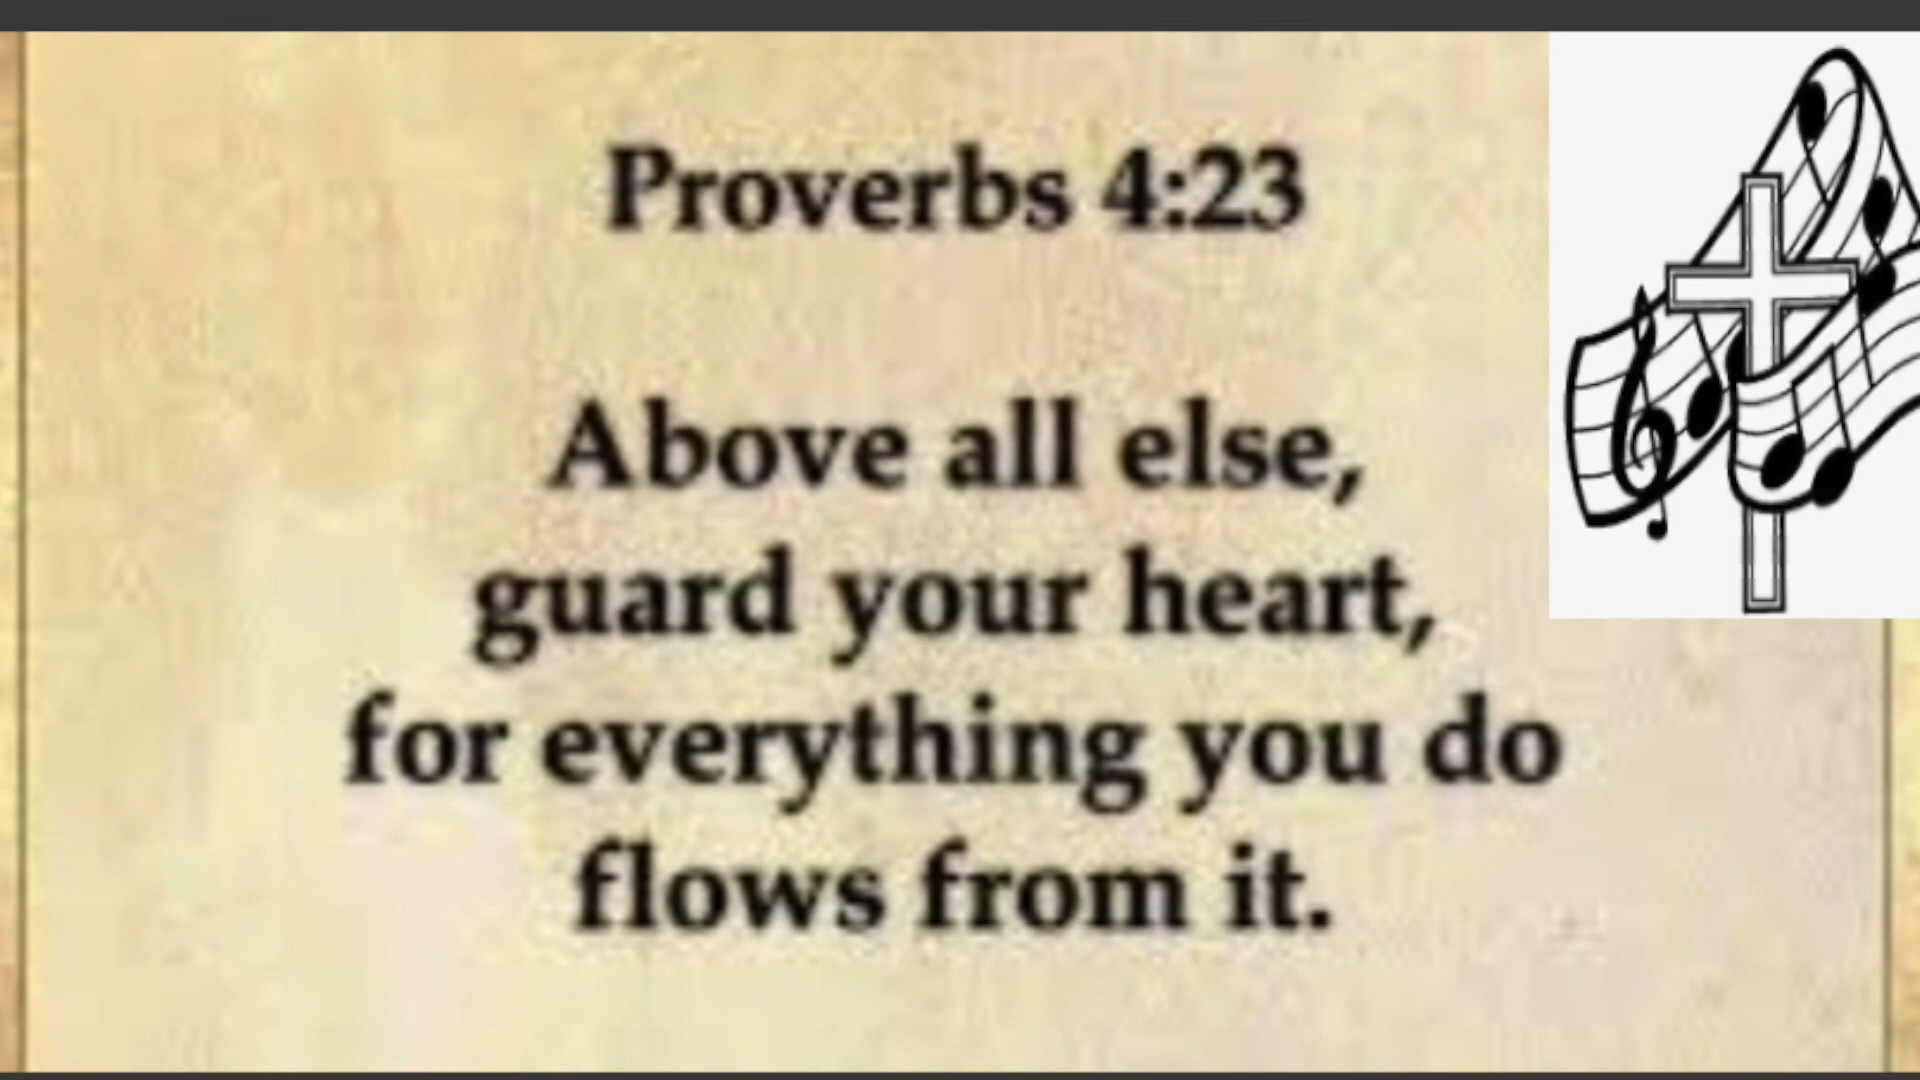 Proverbs 4:23
Above all else,
guard your heart,
for everything you do
flows from it.